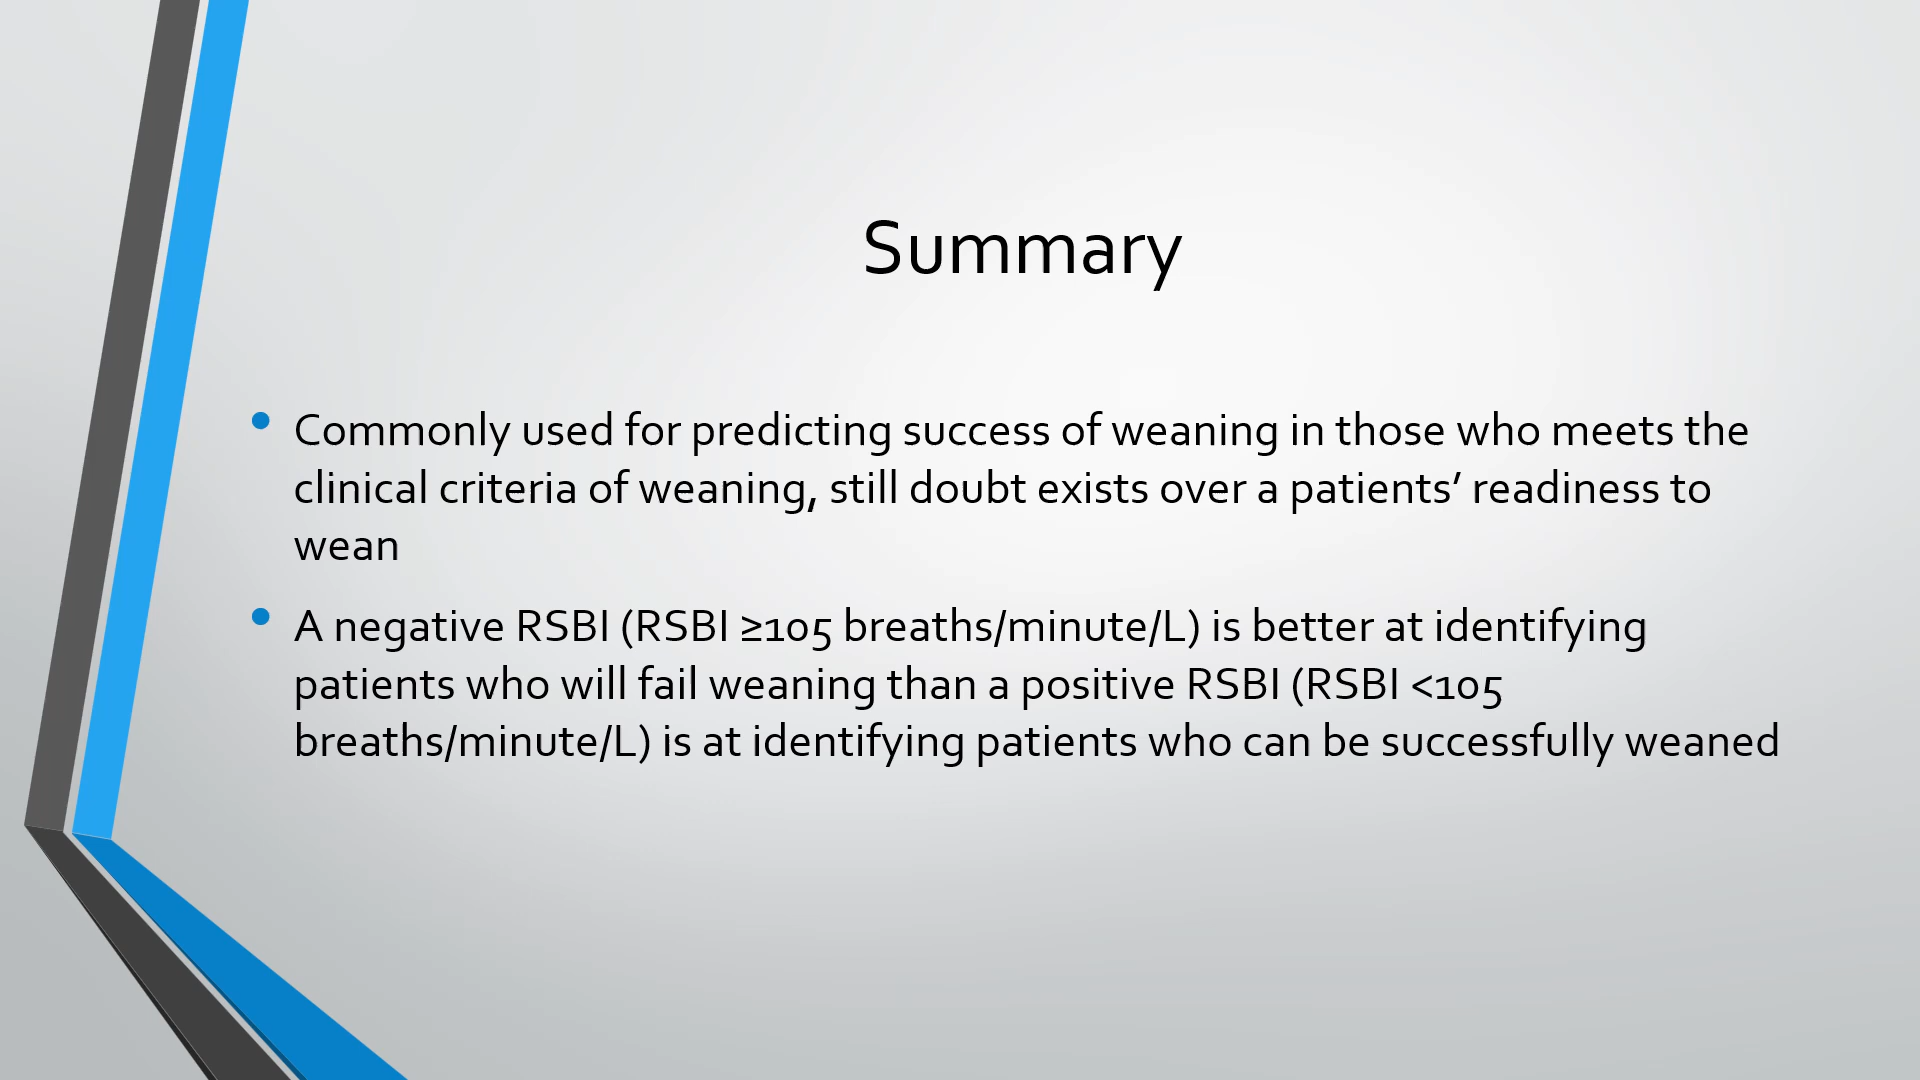 Summary
• Commonly used for predicting success of weaning in those who meets the
clinical criteria of weaning, still doubt exists over a patients’ readiness to
wean
• A negative RSBI (RSBI ≥105 breaths/minute/L) is better at identifying
patients who will fail weaning than a positive RSBI (RSBI <105
breaths/minute/L) is at identifying patients who can be successfully weaned